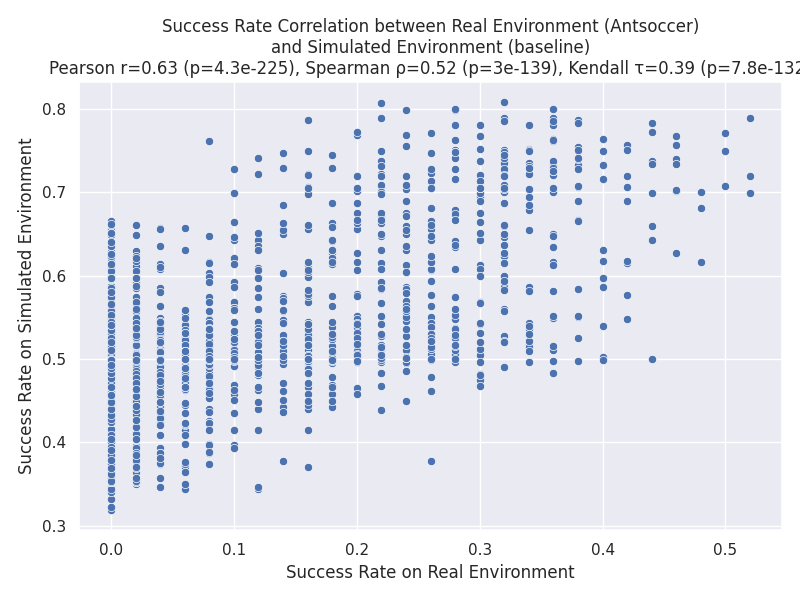 Success Rate Correlation between Real Environment (Antsoccer)
and Simulated Environment (baseline)
Pearson r=0.63 (p=4.3e-225), Spearman ρ=0.52 (p=3e-139), Kendall τ=0.39 (p=7.8e-132
Success Rate on Simulated Environment
0.8
0.7
0.6
0.5
0.4
0.3
0.0 0.1 0.2 0.3 0.4 0.5
Success Rate on Real Environment